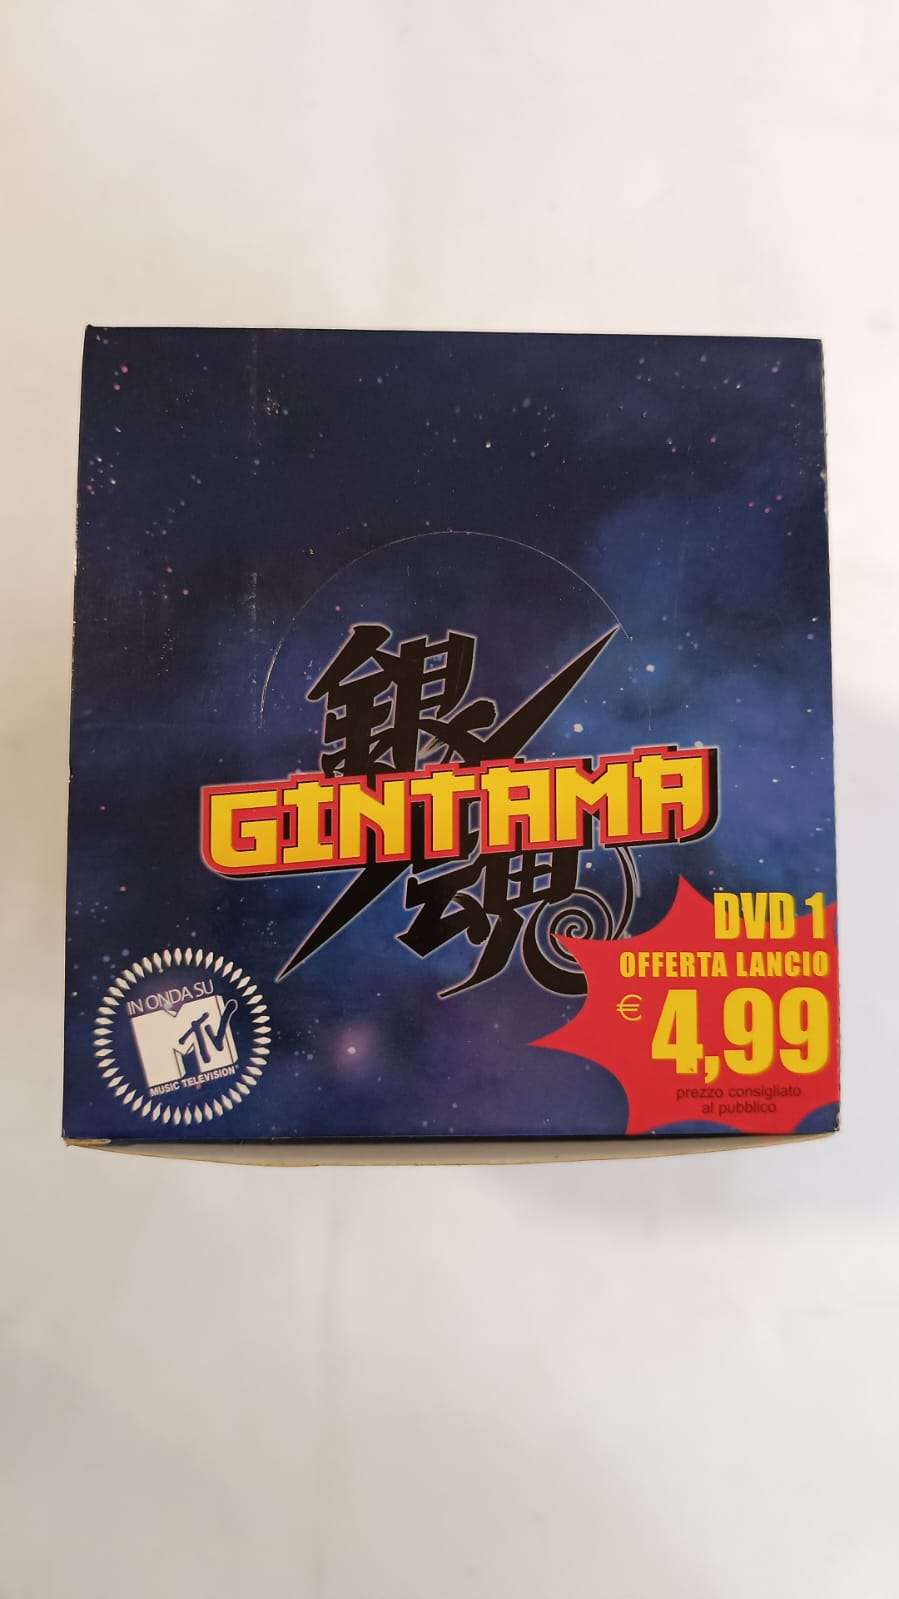 銀
GINTAMA
魂
DVD 1
OFFERTA LANCIO
€ 4,99
prezzo consigliato
al pubblico
IN ONDA SU
MTV
MUSIC TELEVISION